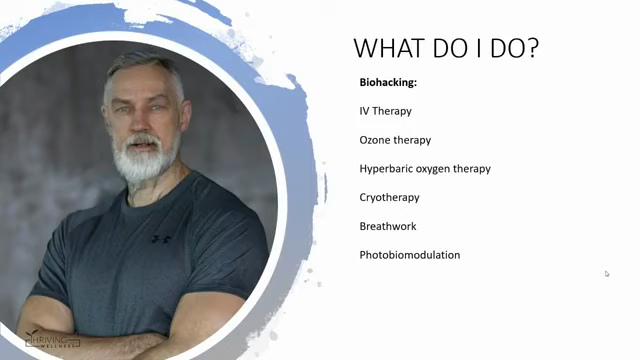 WHAT DO I DO?
Biohacking:
IV Therapy
Ozone therapy
Hyperbaric oxygen therapy
Cryotherapy
Breathwork
Photobiomodulation
THRIVING
WELLNESS